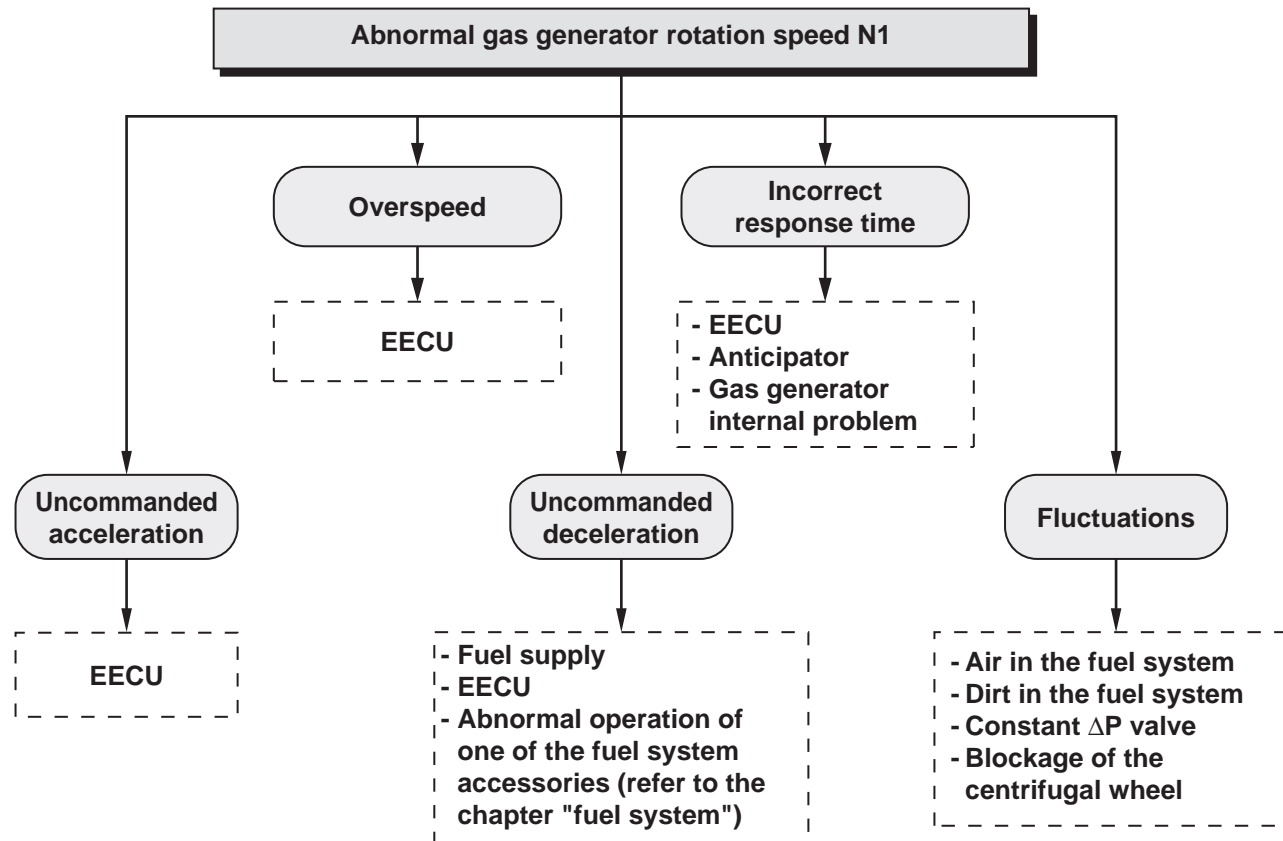 Abnormal gas generator rotation speed N1
Overspeed
Incorrect
response time
EECU
- EECU
- Anticipator
- Gas generator
internal problem
Uncommanded
acceleration
Uncommanded
deceleration
Fluctuations
EECU
- Fuel supply
- EECU
- Abnormal operation of
one of the fuel system
accessories (refer to the
chapter "fuel system")
- Air in the fuel system
- Dirt in the fuel system
- Constant ΔP valve
- Blockage of the
centrifugal wheel